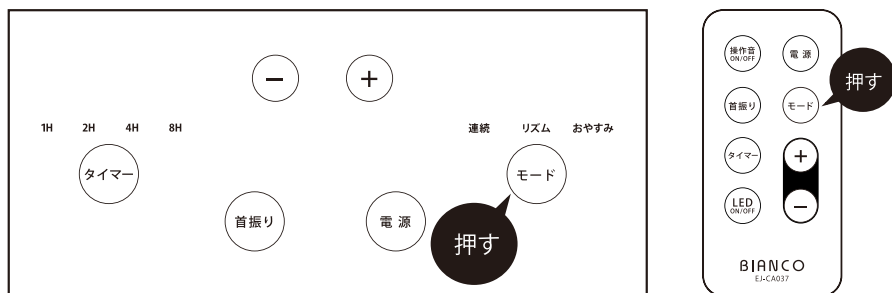 − +
1H 2H 4H 8H
連続 リズム おやすみ
タイマー
モード
首振り
電源
押す
操作音
ON/OFF
電源
押す
首振り
モード
タイマー
+
LED
ON/OFF
−
BIANCO
EJ-CA037